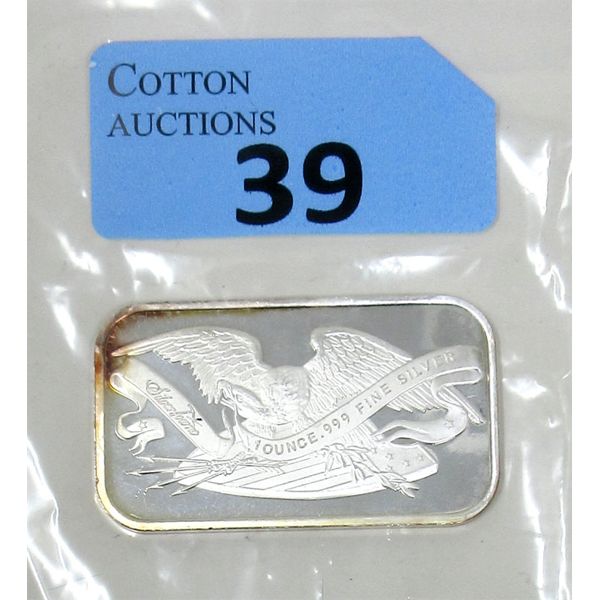 COTTON
AUCTIONS
39
1 OUNCE .999 FINE SILVER